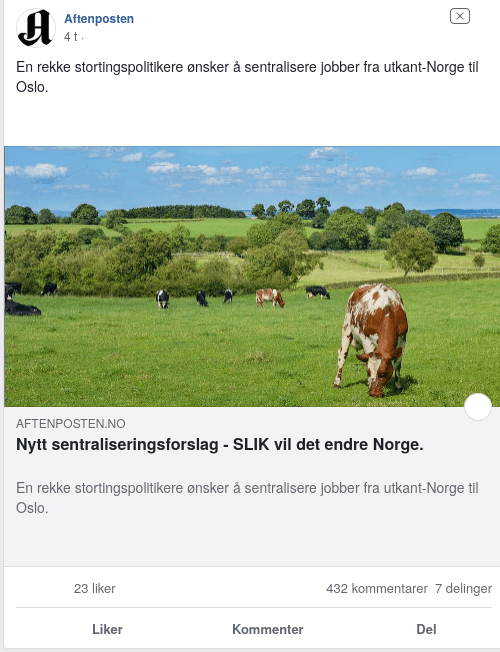 Aftenposten
4 t ·
En rekke stortingspolitikere ønsker å sentralisere jobber fra utkant-Norge til
Oslo.
AFTENPOSTEN.NO
Nytt sentraliseringsforslag - SLIK vil det endre Norge.
En rekke stortingspolitikere ønsker å sentralisere jobber fra utkant-Norge til
Oslo.
23 liker 432 kommentarer 7 delinger
Liker Kommenter Del